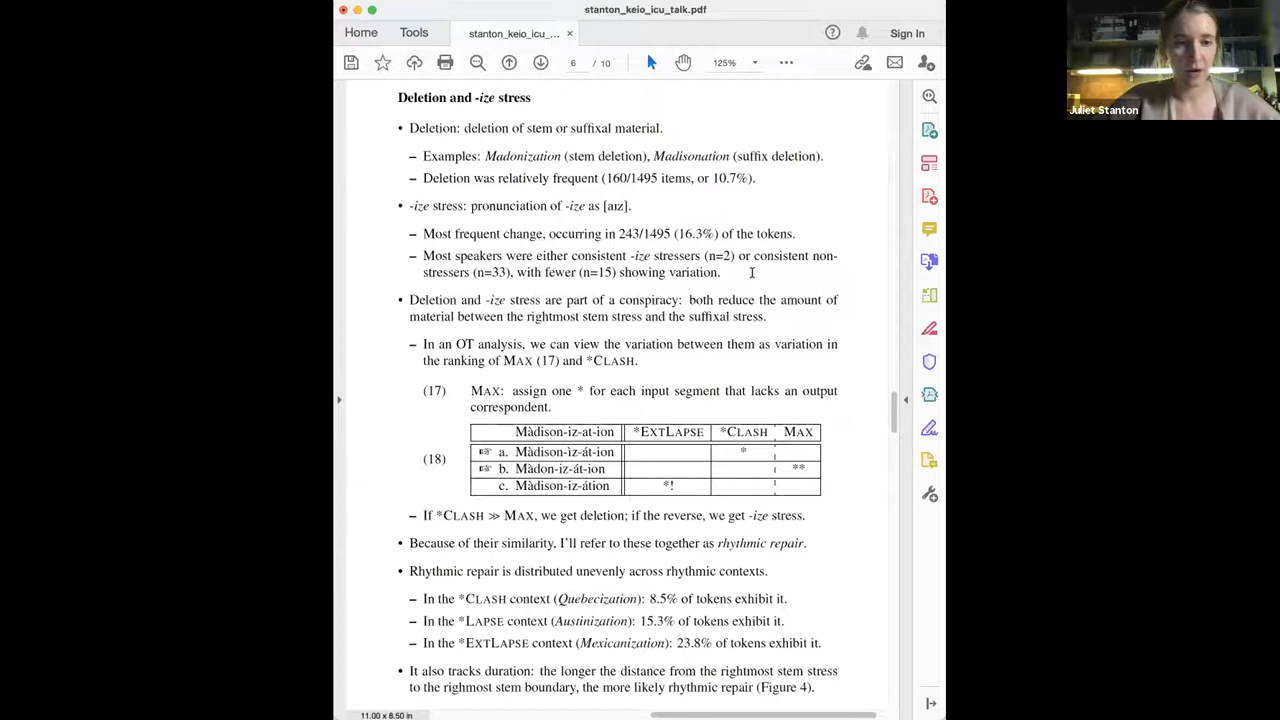 stanton_keio_icu_talk.pdf
Home Tools stanton_keio_icu_... × Sign In
6 / 10 125%
Juliet Stanton
Deletion and -ize stress
• Deletion: deletion of stem or suffixal material.
– Examples: Madonization (stem deletion), Madisonation (suffix deletion).
– Deletion was relatively frequent (160/1495 items, or 10.7%).
• -ize stress: pronunciation of -ize as [aɪz].
– Most frequent change, occurring in 243/1495 (16.3%) of the tokens.
– Most speakers were either consistent -ize stressers (n=2) or consistent non-
stressers (n=33), with fewer (n=15) showing variation.
• Deletion and -ize stress are part of a conspiracy: both reduce the amount of
material between the rightmost stem stress and the suffixal stress.
– In an OT analysis, we can view the variation between them as variation in
the ranking of MAX (17) and *CLASH.
(17) MAX: assign one * for each input segment that lacks an output
correspondent.
Màdison-iz-at-ion *EXTLAPSE *CLASH MAX
☞ a. Màdison-ìz-át-ion *
(18) ☞ b. Màdon-iz-át-ion **
c. Màdison-iz-átion *!
– If *CLASH ≫ MAX, we get deletion; if the reverse, we get -ize stress.
• Because of their similarity, I'll refer to these together as rhythmic repair.
• Rhythmic repair is distributed unevenly across rhythmic contexts.
– In the *CLASH context (Quebecization): 8.5% of tokens exhibit it.
– In the *LAPSE context (Austinization): 15.3% of tokens exhibit it.
– In the *EXTLAPSE context (Mexicanization): 23.8% of tokens exhibit it.
• It also tracks duration: the longer the distance from the rightmost stem stress
to the righmost stem boundary, the more likely rhythmic repair (Figure 4).
11.00 x 8.50 in